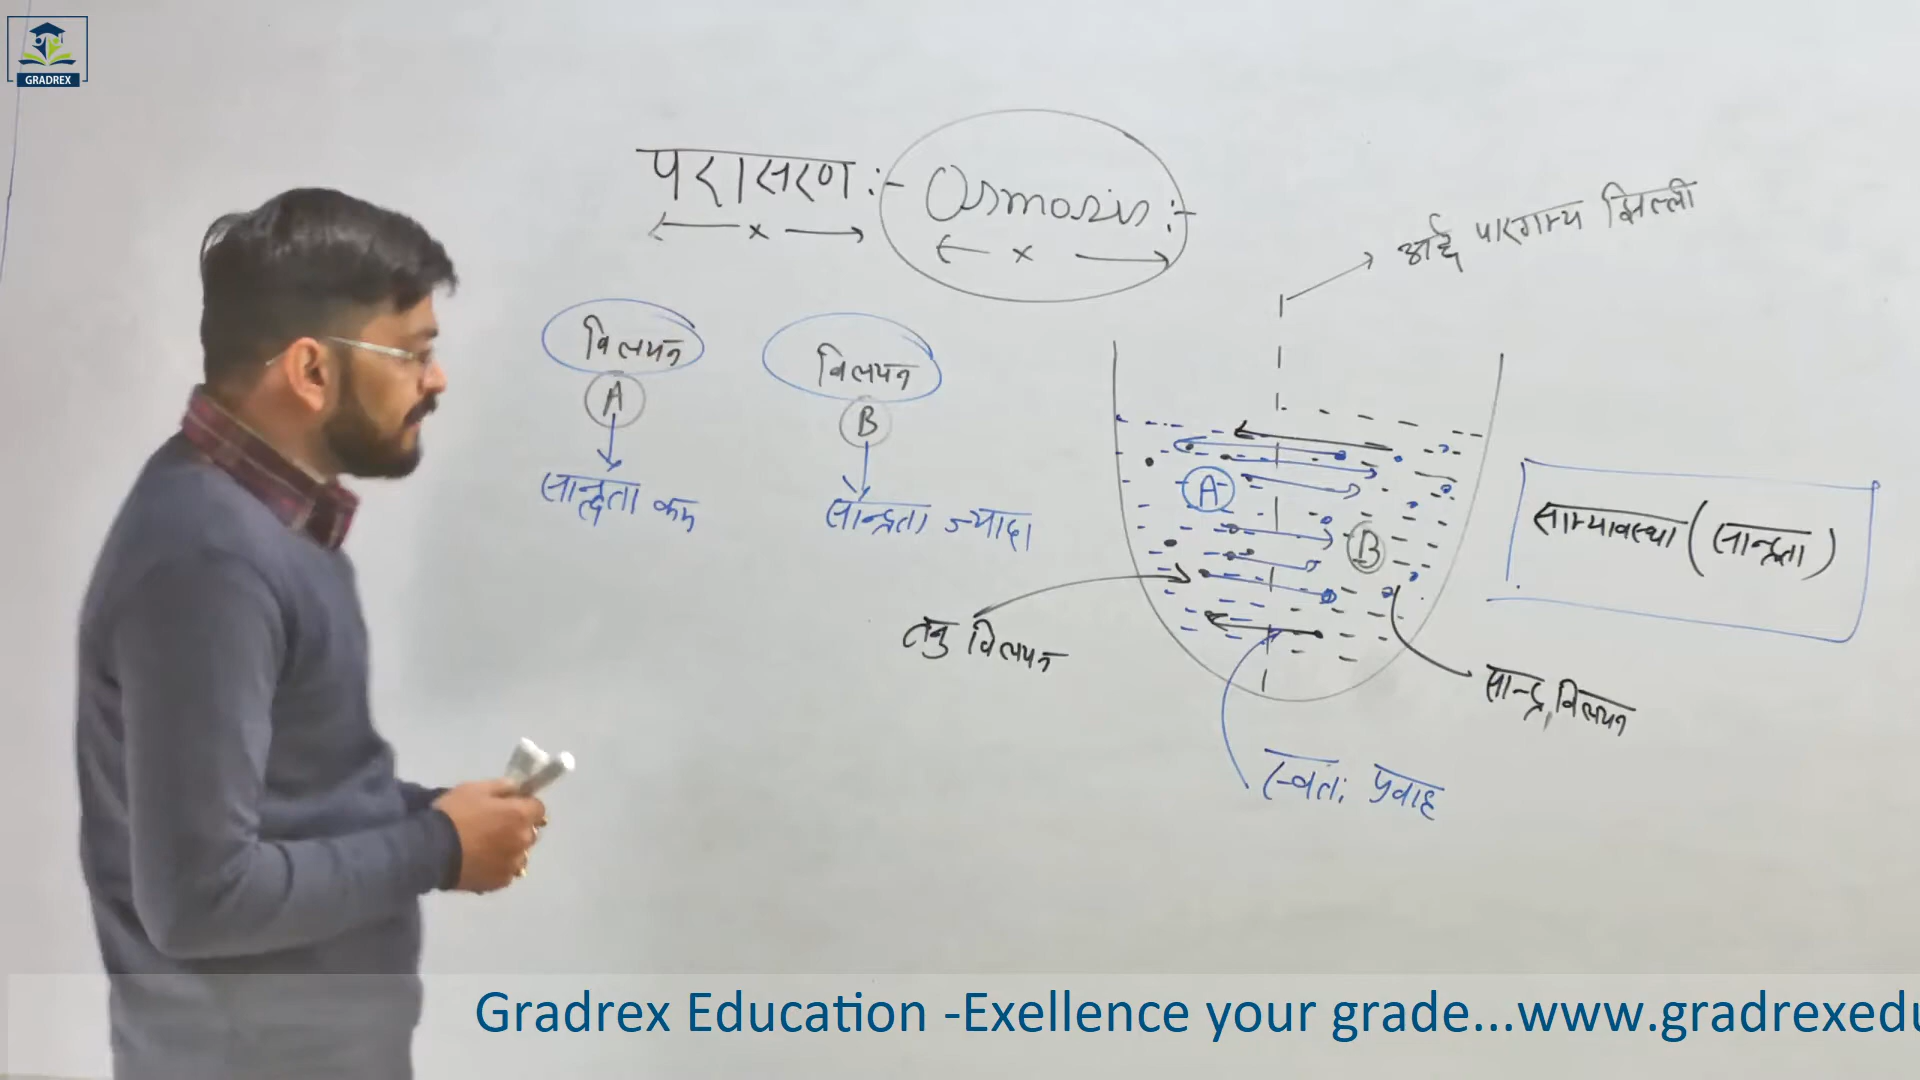 GRADREX
परासरण :- Osmosis :-
अर्द्ध पारगम्य झिल्ली
विलयन
A
सान्द्रता कम
विलयन
B
सान्द्रता ज्यादा
A
B
साम्यावस्था (सान्द्रता)
तनु विलयन
सान्द्र विलयन
स्वतः प्रवाह
Gradrex Education -Exellence your grade...www.gradrexedu